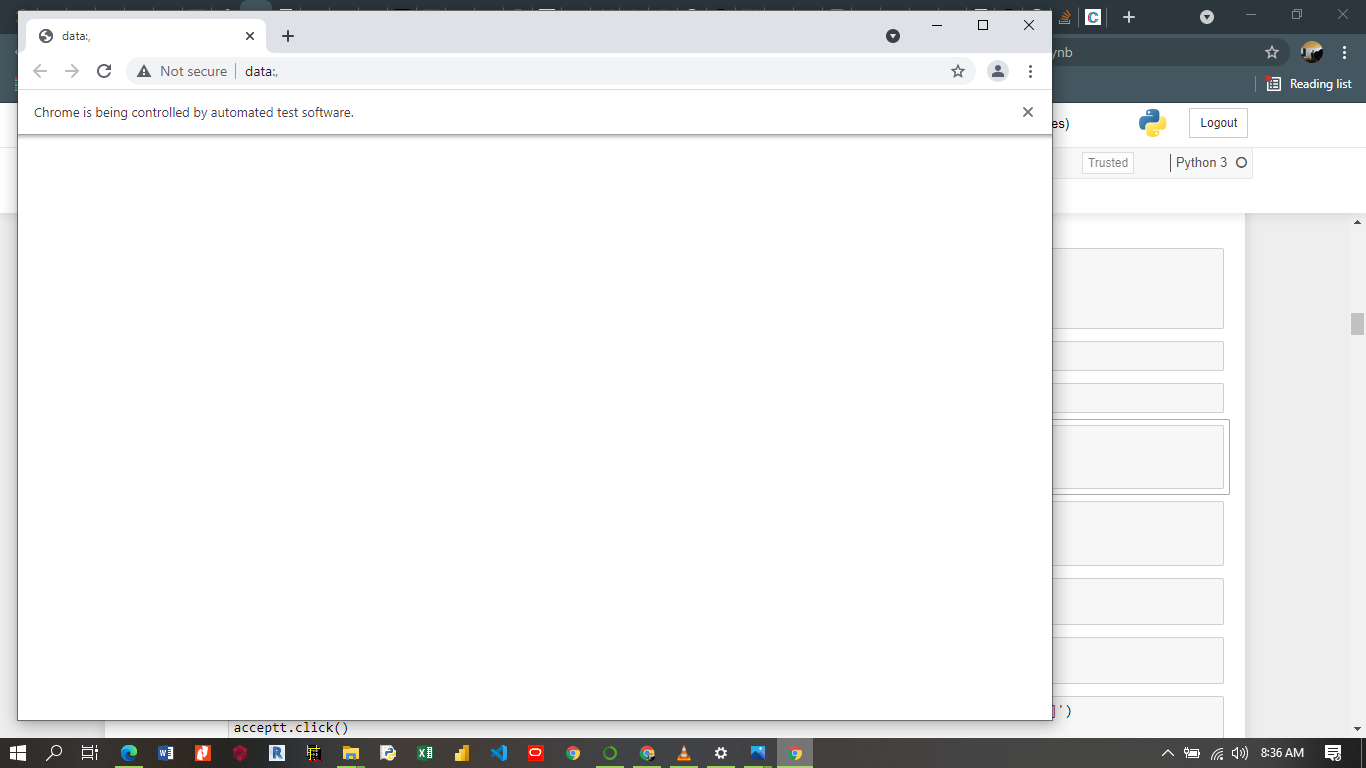 data:,
ynb
Not secure
data:,
Reading list
Chrome is being controlled by automated test software.
es)
Logout
Trusted
Python 3
]')
acceptt.click()
8:36 AM